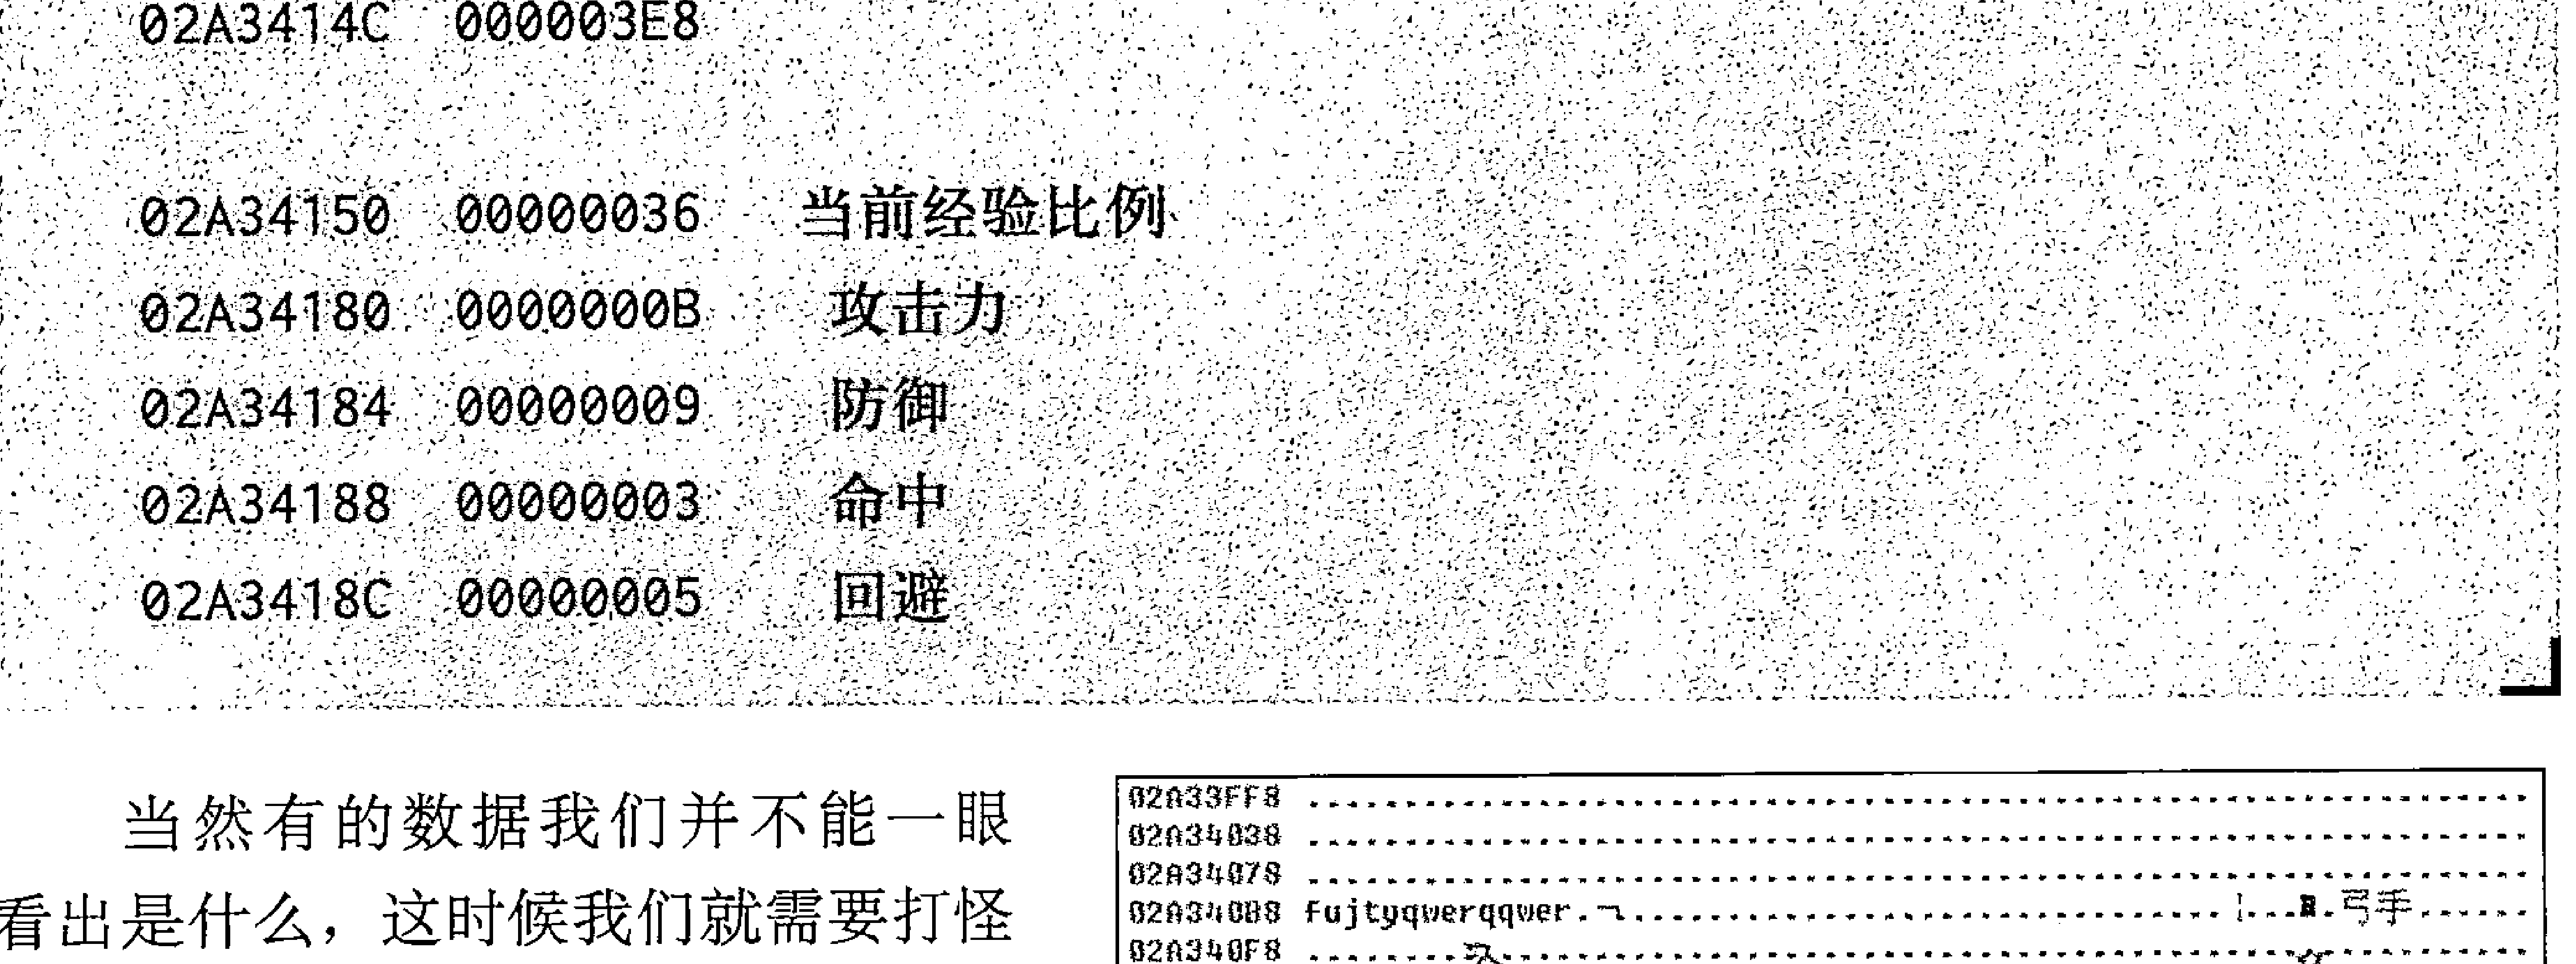 02A3414C 000003E8
02A34150 00000036 当前经验比例
02A34180 0000000B 攻击力
02A34184 00000009 防御
02A34188 00000003 命中
02A3418C 00000005 回避
当然有的数据我们并不能一眼
看出是什么，这时候我们就需要打怪
02A33FF8 ................................................................
02A34038 ................................................................
02A34078 ................................................................
02A340B8 fujtyqwerqqwer. 弓手
02A340F8